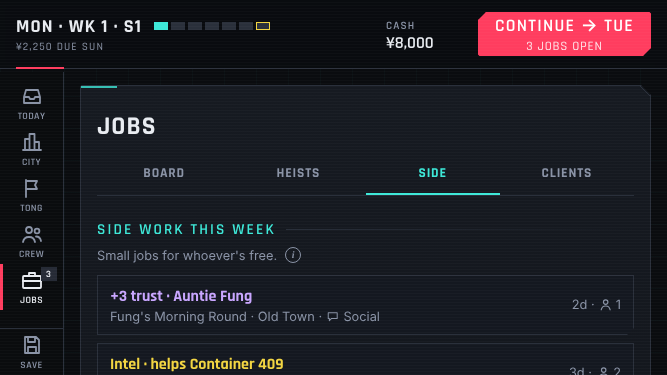 MON · WK 1 · S1
¥2,250 DUE SUN
CASH
¥8,000
CONTINUE → TUE
3 JOBS OPEN
TODAY
CITY
TONG
CREW
3
JOBS
SAVE
JOBS
BOARD
HEISTS
SIDE
CLIENTS
SIDE WORK THIS WEEK
Small jobs for whoever's free. i
+3 trust · Auntie Fung
Fung's Morning Round · Old Town · Social
2d · 1
Intel · helps Container 409
3d · 2